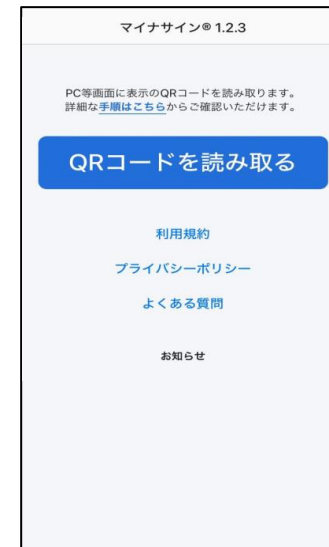 マイナサイン® 1.2.3
PC等画面に表示のQRコードを読み取ります。
詳細な手順はこちらからご確認いただけます。
QRコードを読み取る
利用規約
プライバシーポリシー
よくある質問
お知らせ